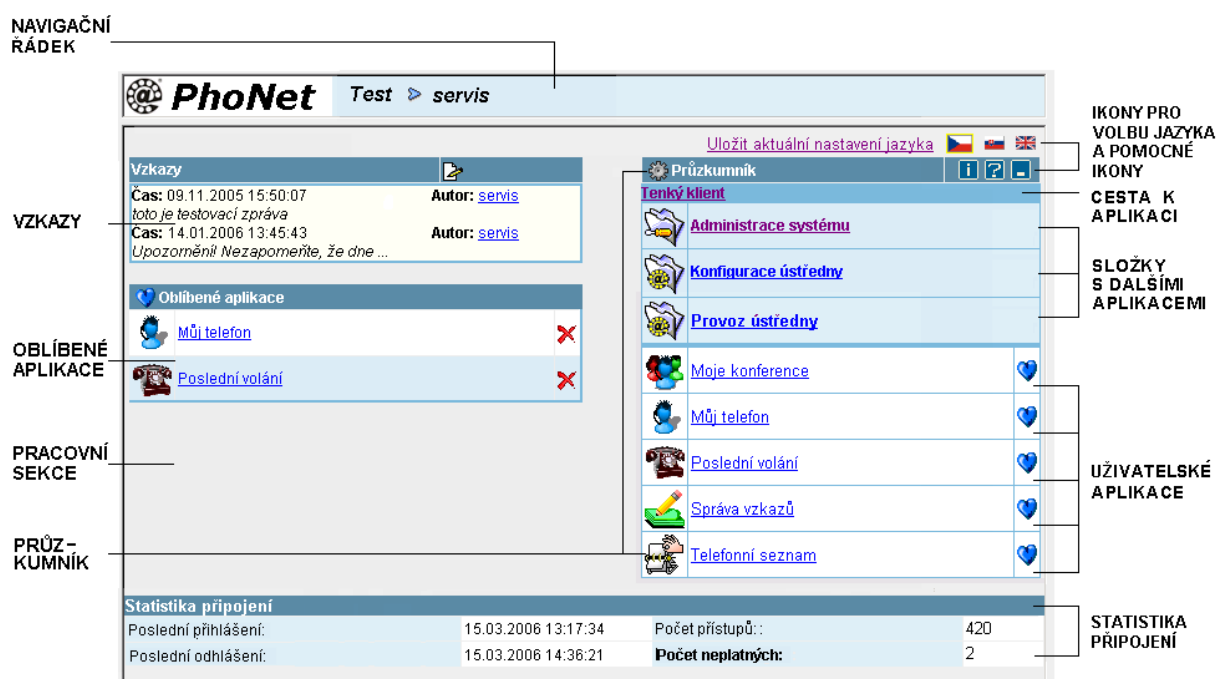 NAVIGAČNÍ
ŘÁDEK
PhoNet Test servis
IKONY PRO
VOLBU JAZYKA
A POMOCNÉ
IKONY
Uložit aktuální nastavení jazyka
VZKAZY
Vzkazy
Čas: 09.11.2005 15:50:07 Autor: servis
toto je testovací zpráva
Čas: 14.01.2006 13:45:43 Autor: servis
Upozornění! Nezapomeňte, že dne ...
Průzkumník
Tenký klient
CESTA K
APLIKACI
Administrace systému
Konfigurace ústředny
Provoz ústředny
SLOŽKY
S DALŠÍMI
APLIKACEMI
OBLÍBENÉ
APLIKACE
Oblíbené aplikace
Můj telefon
Poslední volání
Moje konference
Můj telefon
Poslední volání
Správa vzkazů
Telefonní seznam
UŽIVATELSKÉ
APLIKACE
PRACOVNÍ
SEKCE
PRŮZ-
KUMNÍK
Statistika připojení
Poslední přihlášení: 15.03.2006 13:17:34 Počet přístupů:: 420
Poslední odhlášení: 15.03.2006 14:36:21 Počet neplatných: 2
STATISTIKA
PŘIPOJENÍ